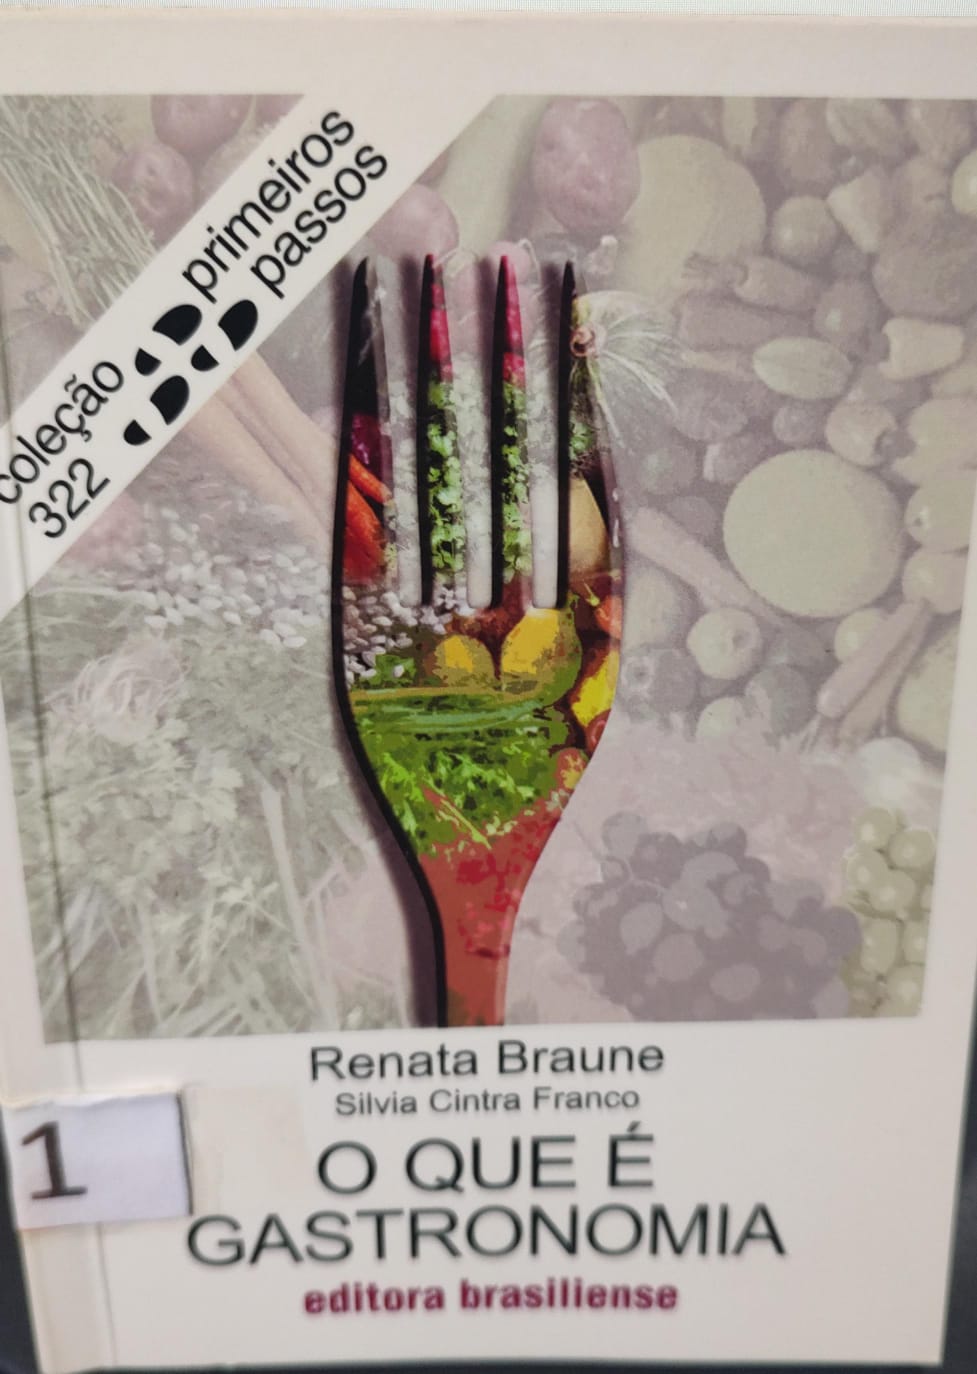 coleção primeiros
322 passos
Renata Braune
Silvia Cintra Franco
O QUE É
GASTRONOMIA
editora brasiliense
1